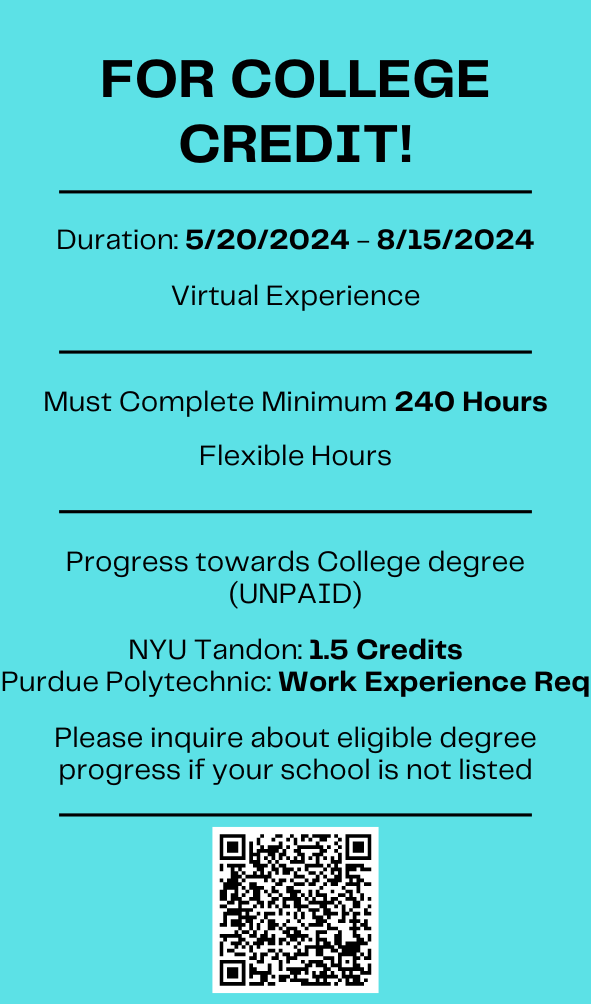 FOR COLLEGE
CREDIT!
Duration: 5/20/2024 - 8/15/2024
Virtual Experience
Must Complete Minimum 240 Hours
Flexible Hours
Progress towards College degree
(UNPAID)
NYU Tandon: 1.5 Credits
Purdue Polytechnic: Work Experience Req
Please inquire about eligible degree
progress if your school is not listed